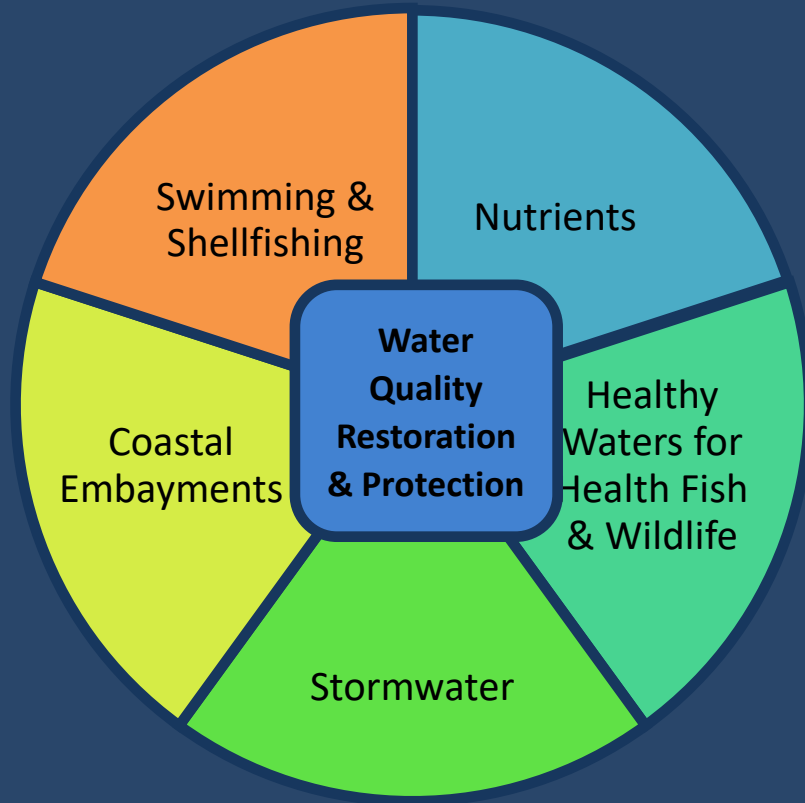 Swimming &
Shellfishing
Nutrients
Water
Quality
Restoration
& Protection
Healthy
Waters for
Health Fish
& Wildlife
Coastal
Embayments
Stormwater